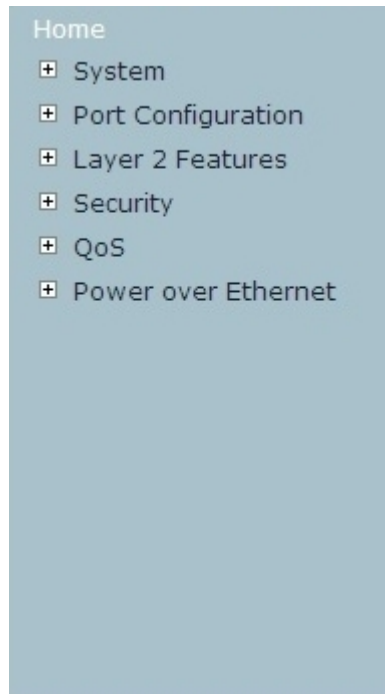 Home
System
Port Configuration
Layer 2 Features
Security
QoS
Power over Ethernet